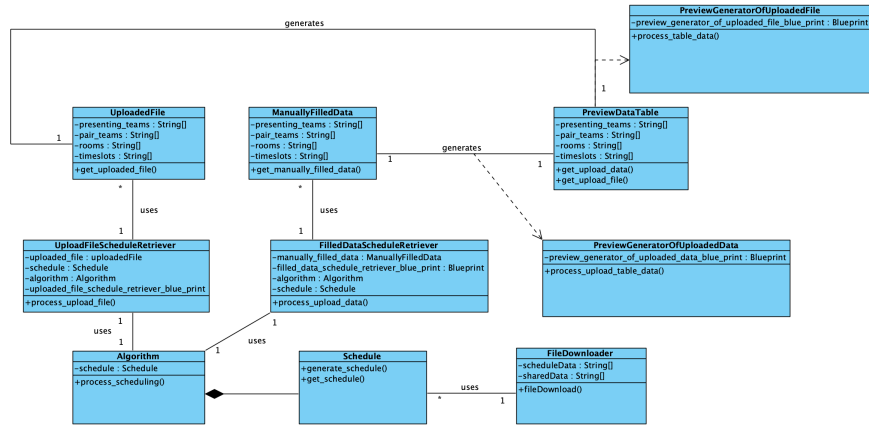 PreviewGeneratorOfUploadedFile
-preview_generator_of_uploaded_file_blue_print : Blueprint
+process_table_data()
generates
1
1
UploadedFile
-presenting_teams : String[]
-pair_teams : String[]
-rooms : String[]
-timeslots : String[]
+get_uploaded_file()
ManuallyFilledData
-presenting_teams : String[]
-pair_teams : String[]
-rooms : String[]
-timeslots : String[]
+get_manually_filled_data()
1
generates
1
PreviewDataTable
-presenting_teams : String[]
-pair_teams : String[]
-rooms : String[]
-timeslots : String[]
+get_upload_data()
+get_upload_file()
*
uses
1
*
uses
1
UploadFileScheduleRetriever
-uploaded_file : uploadedFile
-schedule : Schedule
-algorithm : Algorithm
-uploaded_file_schedule_retriever_blue_print
+process_upload_file()
FilledDataScheduleRetriever
-manually_filled_data : ManuallyFilledData
-filled_data_schedule_retriever_blue_print : Blueprint
-algorithm : Algorithm
-schedule : Schedule
+process_upload_data()
PreviewGeneratorOfUploadedData
-preview_generator_of_uploaded_data_blue_print : Blueprint
+process_upload_table_data()
1
uses
1
1
uses
1
Algorithm
-schedule : Schedule
+process_scheduling()
Schedule
+generate_schedule()
+get_schedule()
*
uses
1
FileDownloader
-scheduleData : String[]
-sharedData : String[]
+fileDownload()